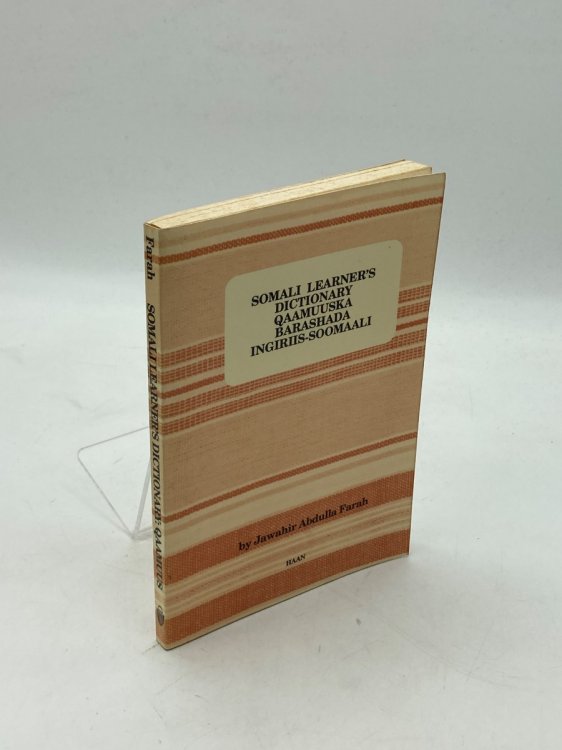 SOMALI LEARNER'S
DICTIONARY
QAAMUUSKA
BARASHADA
INGIRIIS-SOOMAALI
by Jawahir Abdulla Farah
HAAN
Farah SOMALI LEARNER'S DICTIONARY: QAAMUUS